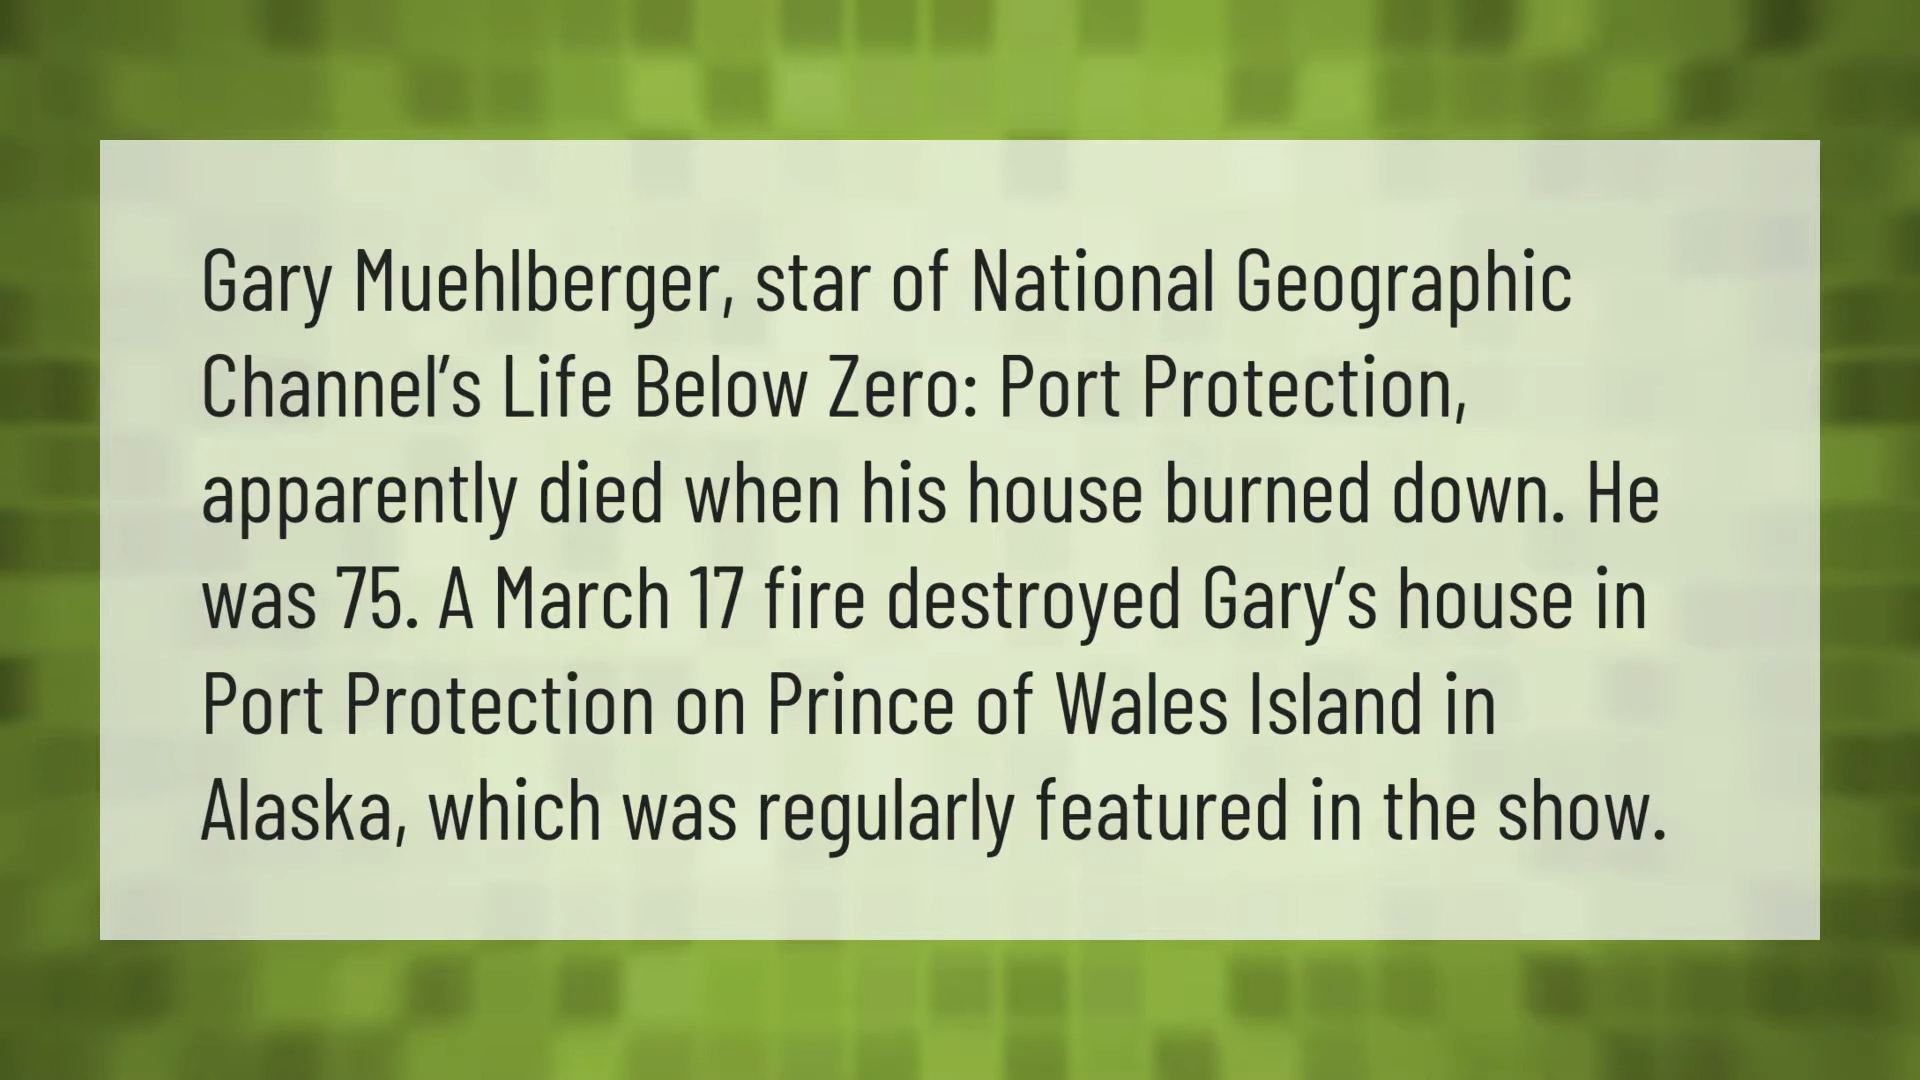 Gary Muehlberger, star of National Geographic
Channel’s Life Below Zero: Port Protection,
apparently died when his house burned down. He
was 75. A March 17 fire destroyed Gary’s house in
Port Protection on Prince of Wales Island in
Alaska, which was regularly featured in the show.